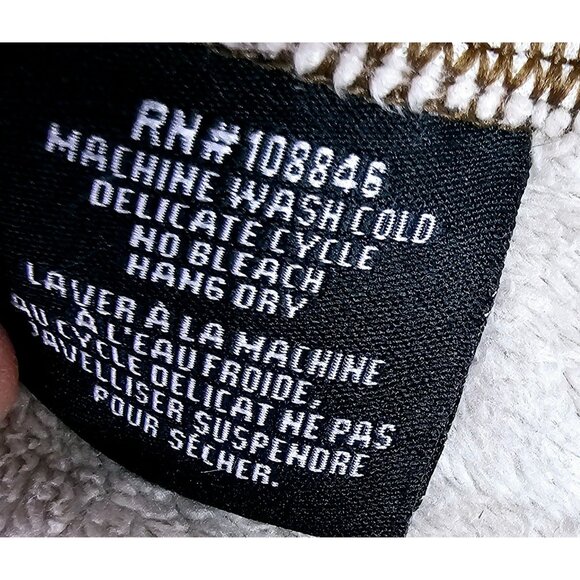 RN# 108846
MACHINE WASH COLD
DELICATE CYCLE
NO BLEACH
HANG DRY
LAVER À LA MACHINE
À L'EAU FROIDE,
AU CYCLE DÉLICAT NE PAS
JAVELLISER SUSPENDRE
POUR SÉCHER.